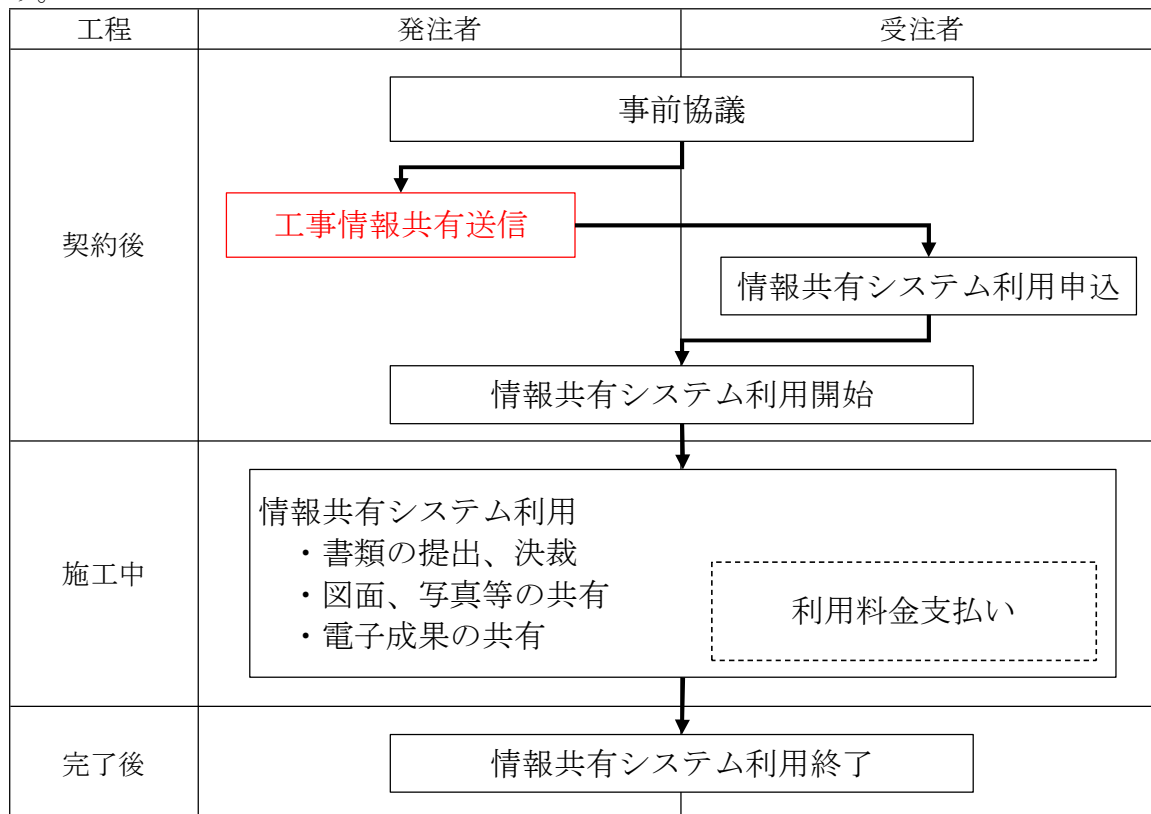 す。
工程
発注者
受注者
契約後
事前協議
工事情報共有送信
情報共有システム利用申込
情報共有システム利用開始
施工中
情報共有システム利用
・書類の提出、決裁
・図面、写真等の共有
・電子成果の共有
利用料金支払い
完了後
情報共有システム利用終了